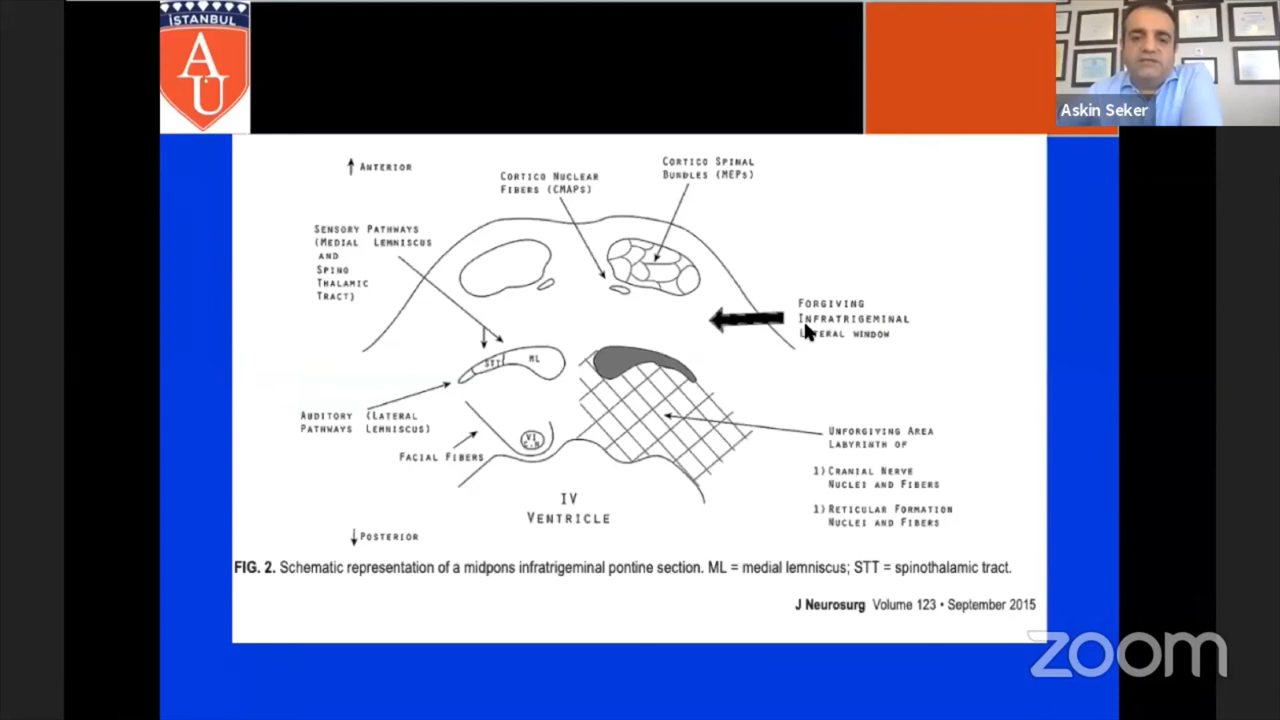 İSTANBUL
AU
Askin Seker
↑ ANTERIOR
CORTICO NUCLEAR
FIBERS (CMAPs)
CORTICO SPINAL
BUNDLES (MEPs)
SENSORY PATHWAYS
(MEDIAL LEMNISCUS
AND
SPINO
THALAMIC
TRACT)
FORGIVING
INFRATRIGEMINAL
LATERAL WINDOW
STT
ML
AUDITORY (LATERAL
PATHWAYS LEMNISCUS)
FACIAL FIBERS
VI
C.N
UNFORGIVING AREA
LABYRINTH OF
1) CRANIAL NERVE
NUCLEI AND FIBERS
1) RETICULAR FORMATION
NUCLEI AND FIBERS
IV
VENTRICLE
↓ POSTERIOR
FIG. 2. Schematic representation of a midpons infratrigeminal pontine section. ML = medial lemniscus; STT = spinothalamic tract.
J Neurosurg Volume 123 • September 2015
zoom